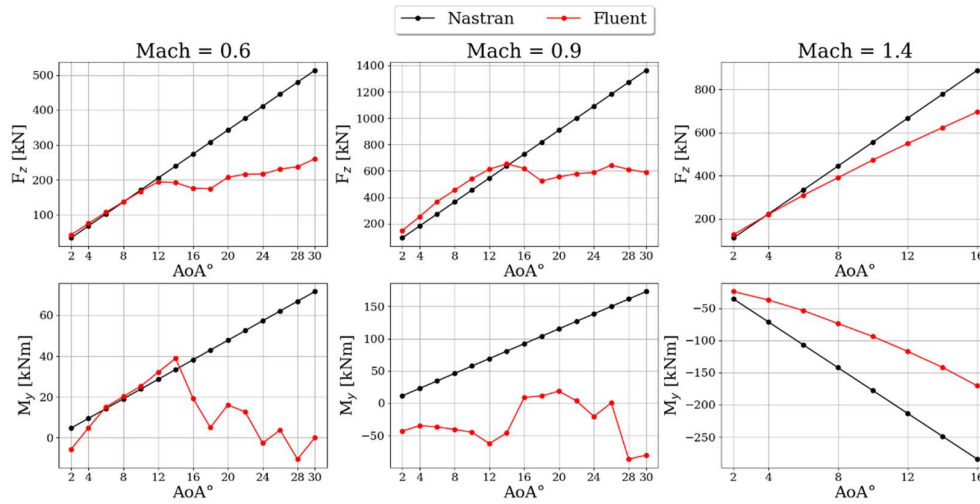 Nastran Fluent
Mach = 0.6 Mach = 0.9 Mach = 1.4
500
400
300
200
100
F_z [kN]
2 4 8 12 16 20 24 28 30
AoA°
1400
1200
1000
800
600
400
200
F_z [kN]
2 4 8 12 16 20 24 28 30
AoA°
800
600
400
200
F_z [kN]
2 4 8 12 16
AoA°
60
40
20
0
M_y [kNm]
2 4 8 12 16 20 24 28 30
AoA°
150
100
50
0
−50
M_y [kNm]
2 4 8 12 16 20 24 28 30
AoA°
−50
−100
−150
−200
−250
M_y [kNm]
2 4 8 12 16
AoA°